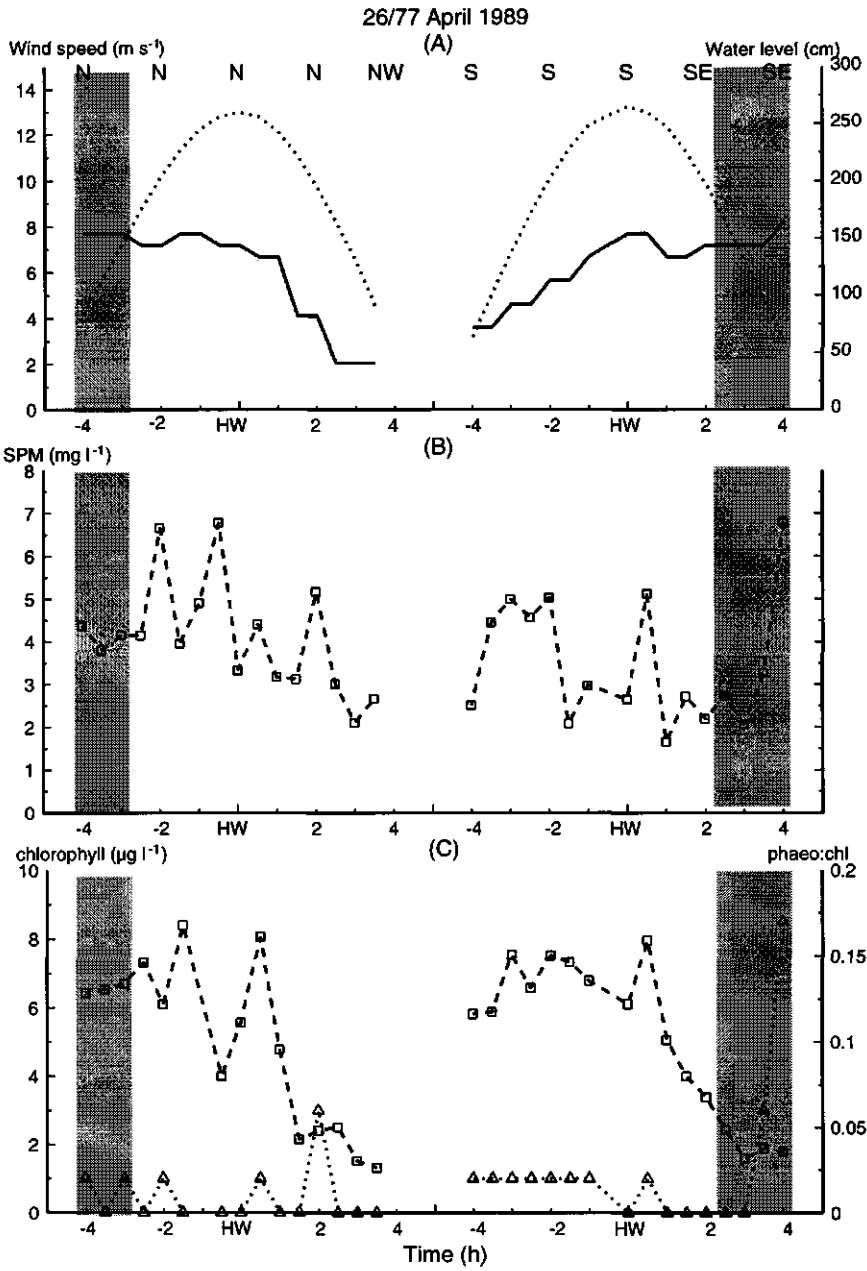 26/77 April 1989
(A)
Wind speed (m s⁻¹)
Water level (cm)
N N N N NW S S S SE SE
14
12
10
8
6
4
2
0
300
250
200
150
100
50
0
-4 -2 HW 2 4 -4 -2 HW 2 4
(B)
SPM (mg l⁻¹)
8
7
6
5
4
3
2
1
0
-4 -2 HW 2 4 -4 -2 HW 2 4
(C)
chlorophyll (µg l⁻¹)
phaeo:chl
10
8
6
4
2
0
0.2
0.15
0.1
0.05
0
-4 -2 HW 2 4 -4 -2 HW 2 4
Time (h)